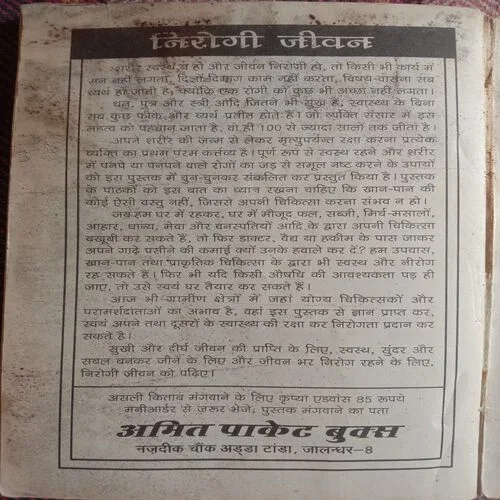 निरोगी जीवन
शरीर स्वस्थ न हो और जीवन निरोगी हो, तो किसी भी कार्य में
मन नहीं लगता, दिलो-दिमाग काम नहीं करता, विषय-वासना सब
व्यर्थ हो जाती है, क्योंकि एक रोगी को कुछ भी अच्छा नहीं लगता।
धन, पुत्र और स्त्री आदि जितने भी सुख हैं, स्वास्थ्य के बिना
सब कुछ फीके और व्यर्थ प्रतीत होते हैं। जो व्यक्ति संसार में इस
महत्व को पहचान जाता है, वो ही 100 से ज्यादा सालों तक जीता है।
अपने शरीर की जन्म से लेकर मृत्युपर्यन्त रक्षा करना प्रत्येक
व्यक्ति का प्रथम परम कर्त्तव्य है। पूर्ण रूप से स्वस्थ रहने और शरीर
में पनपे या पनपने वाले रोगों का जड़ से समूल नष्ट करने के उपायों
की इस पुस्तक में चुन-चुनकर संकलित कर प्रस्तुत किया है। पुस्तक
के पाठकों को इस बात का ध्यान रखना चाहिए कि खान-पान की
कोई ऐसी वस्तु नहीं, जिससे अपनी चिकित्सा करना संभव न हो।
जब हम घर में रहकर, घर में मौजूद फल, सब्जी, मिर्च-मसालों,
आहार, धान्य, मेवा और वनस्पतियों आदि के द्वारा अपनी चिकित्सा
बखूबी कर सकते हैं, तो फिर डाक्टर, वैद्य या हकीम के पास जाकर
अपने गाढ़े पसीने की कमाई क्यों उनके हवाले कर दें? हम उपवास,
खान-पान तथा प्राकृतिक चिकित्सा के द्वारा भी स्वस्थ और नीरोग
रह सकते हैं। फिर भी यदि किसी औषधि की आवश्यकता पड़ ही
जाए, तो उसे स्वयं घर तैयार कर सकते हैं।
आज भी ग्रामीण क्षेत्रों में जहां योग्य चिकित्सकों और
परामर्शदाताओं का अभाव है, वहां इस पुस्तक से ज्ञान प्राप्त कर,
स्वयं अपने तथा दूसरों के स्वास्थ्य की रक्षा कर निरोगता प्रदान कर
सकते है।
सुखी और दीर्घ जीवन की प्राप्ति के लिए, स्वस्थ, सुंदर और
सबल बनकर जीने के लिए और जीवन भर निरोग रहने के लिए,
निरोगी जीवन को पढ़िए।
असली किताब मंगवाने के लिए कृप्या एडवांस 85 रूपये
मनीआर्डर से ज़रूर भेजे, पुस्तक मंगवाने का पता
अमित पाकेट बुक्स
नज़दीक चौंक अड्डा टांडा, जालन्धर-8